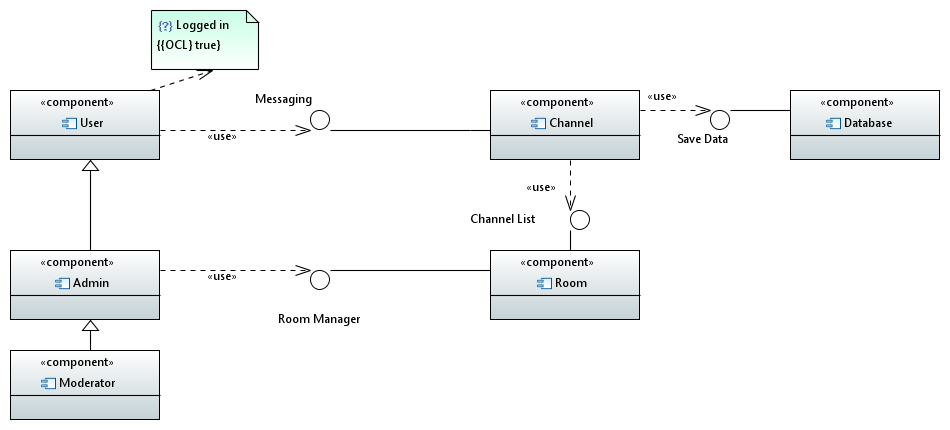 {?} Logged in
{{OCL} true}
«component»
User
Messaging
«use»
«component»
Channel
«use»
Save Data
«component»
Database
«use»
Channel List
«component»
Admin
«use»
Room Manager
«component»
Room
«component»
Moderator